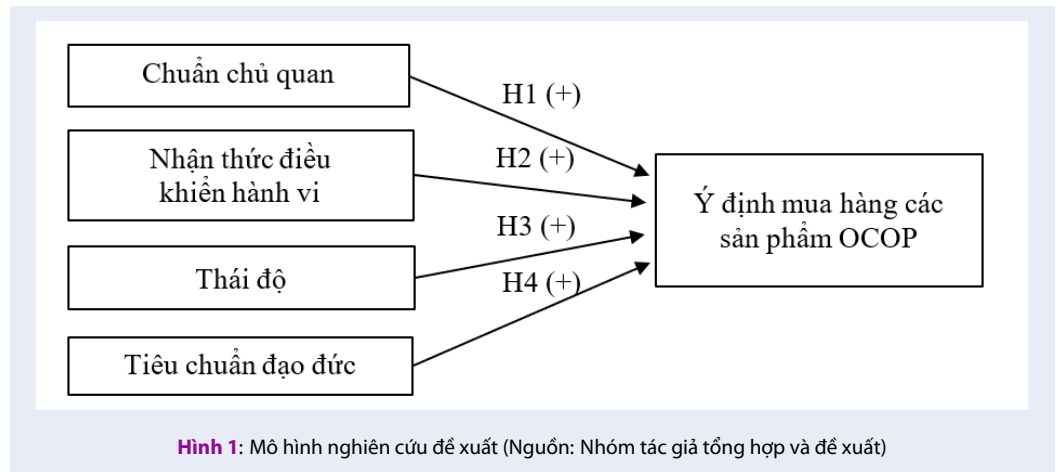 Chuẩn chủ quan
H1 (+)
Nhận thức điều
khiển hành vi
H2 (+)
Ý định mua hàng các
sản phẩm OCOP
H3 (+)
Thái độ
H4 (+)
Tiêu chuẩn đạo đức
Hình 1: Mô hình nghiên cứu đề xuất (Nguồn: Nhóm tác giả tổng hợp và đề xuất)